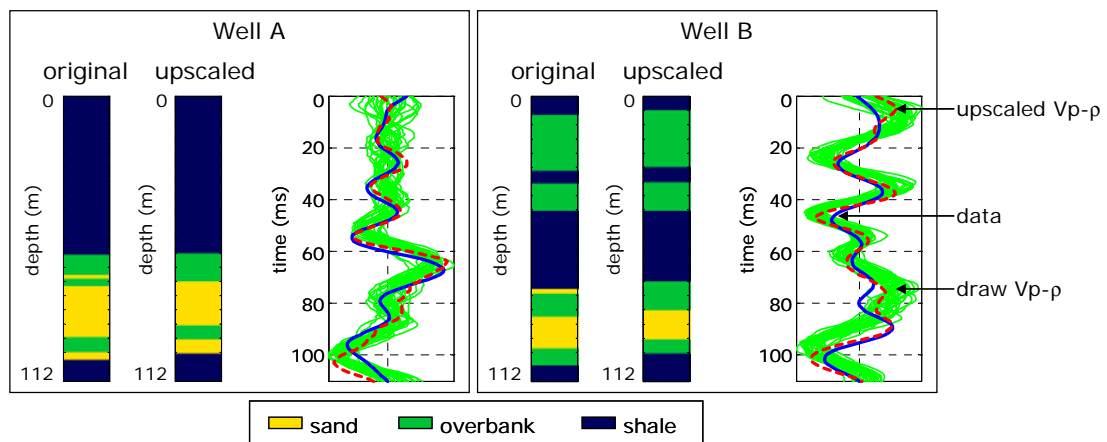 Well A
original
upscaled
0
112
depth (m)
0
112
depth (m)
0
20
40
60
80
100
time (ms)
Well B
original
upscaled
0
112
depth (m)
0
112
depth (m)
0
20
40
60
80
100
time (ms)
upscaled Vp-ρ
data
draw Vp-ρ
sand
overbank
shale